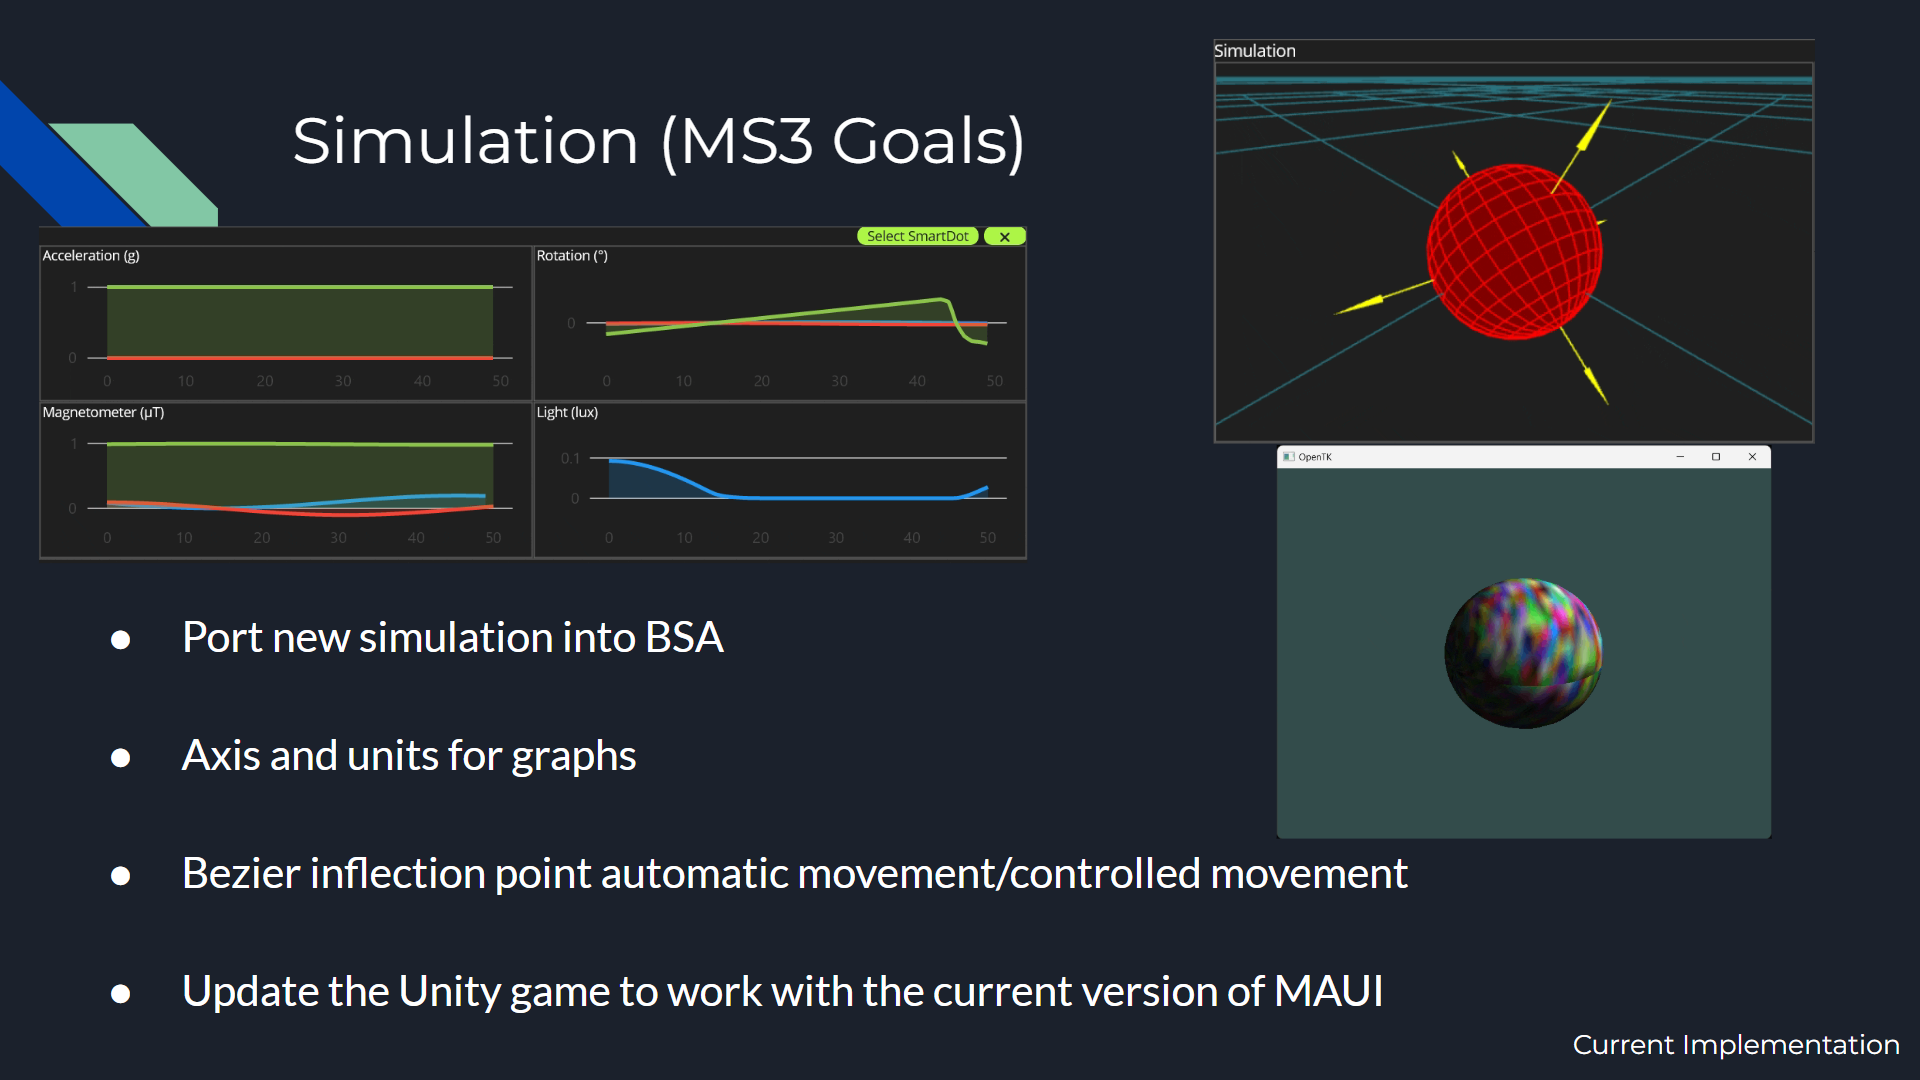 Simulation (MS3 Goals)
Select SmartDot ×
Acceleration (g)
1
0
0 10 20 30 40 50
Rotation (°)
0
0 10 20 30 40 50
Magnetometer (µT)
1
0
0 10 20 30 40 50
Light (lux)
0.1
0
0 10 20 30 40 50
Simulation
OpenTK
● Port new simulation into BSA
● Axis and units for graphs
● Bezier inflection point automatic movement/controlled movement
● Update the Unity game to work with the current version of MAUI
Current Implementation